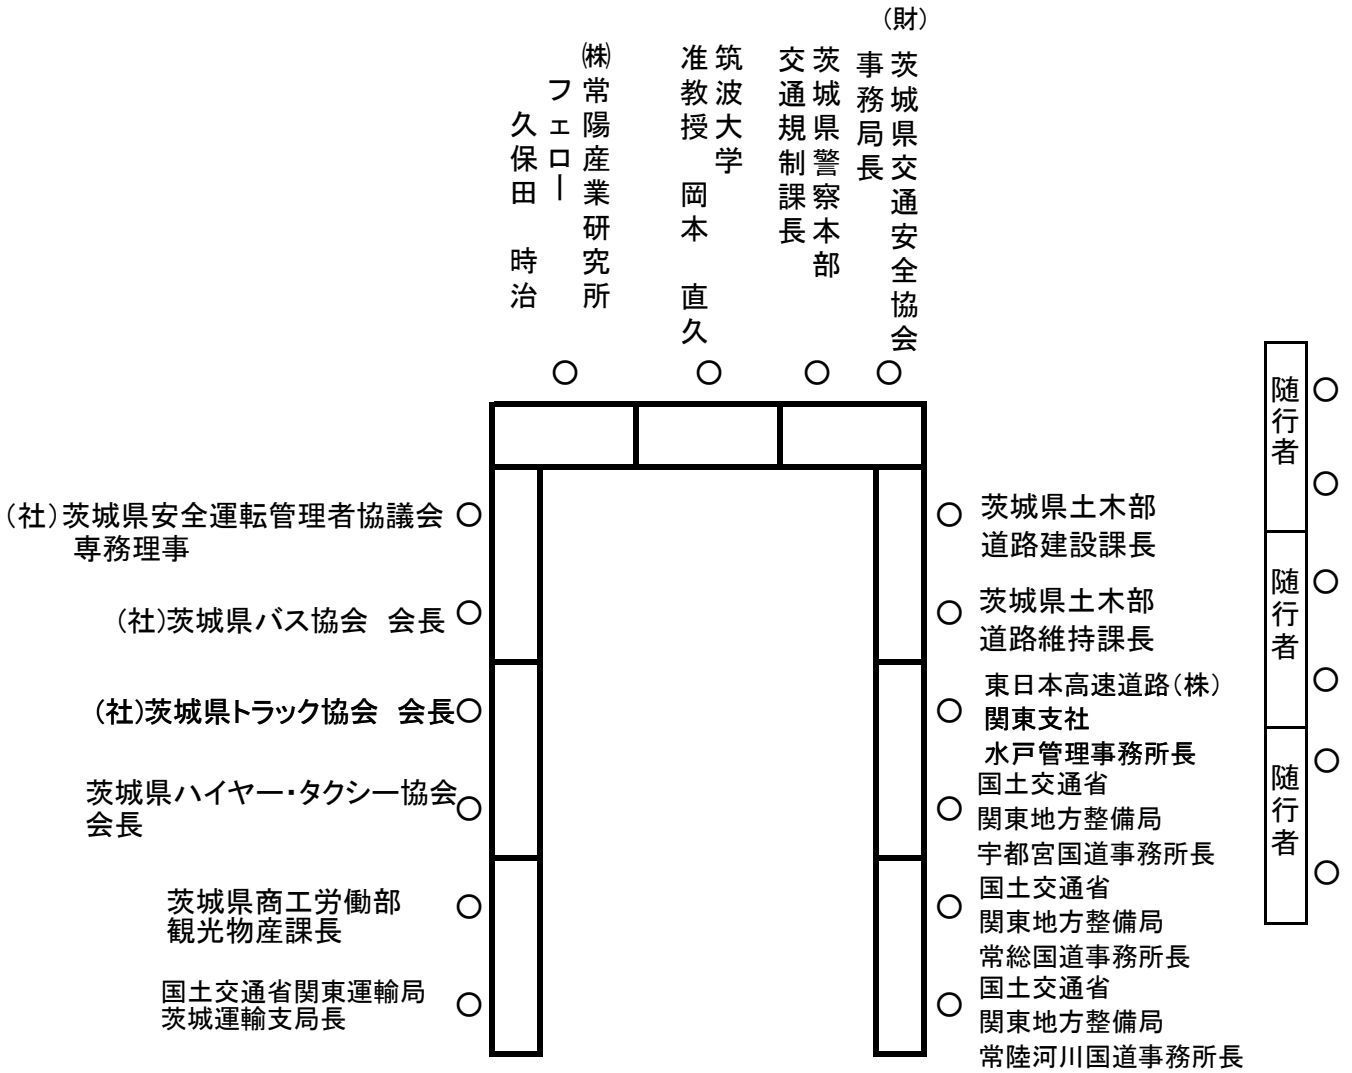 (財)
茨城県交通安全協会
事務局長
茨城県警察本部
交通規制課長
筑波大学
准教授　岡本　直久
㈱常陽産業研究所
フェロー
久保田　時治
(社)茨城県安全運転管理者協議会
専務理事
(社)茨城県バス協会　会長
(社)茨城県トラック協会　会長
茨城県ハイヤー・タクシー協会
会長
茨城県商工労働部
観光物産課長
国土交通省関東運輸局
茨城運輸支局長
茨城県土木部
道路建設課長
茨城県土木部
道路維持課長
東日本高速道路(株)
関東支社
水戸管理事務所長
国土交通省
関東地方整備局
宇都宮国道事務所長
国土交通省
関東地方整備局
常総国道事務所長
国土交通省
関東地方整備局
常陸河川国道事務所長
随行者
随行者
随行者